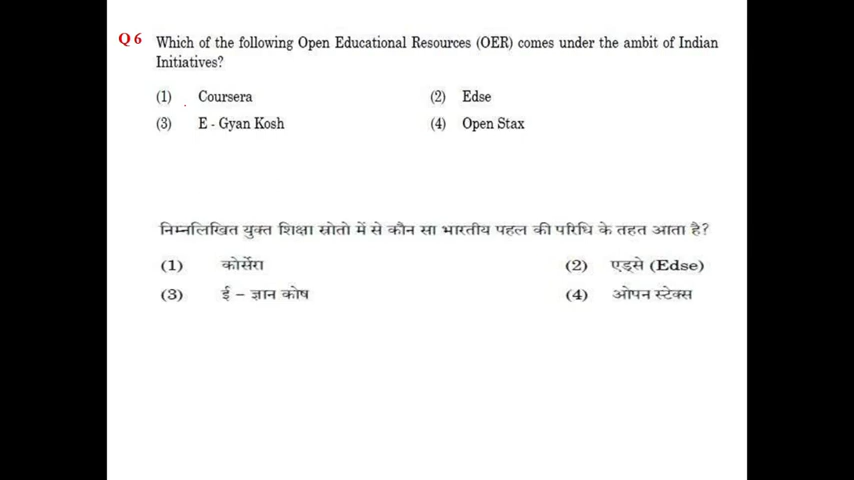 Q 6 Which of the following Open Educational Resources (OER) comes under the ambit of Indian
Initiatives?
(1) Coursera (2) Edse
(3) E - Gyan Kosh (4) Open Stax
निम्नलिखित युक्त शिक्षा स्रोतो में से कौन सा भारतीय पहल की परिधि के तहत आता है?
(1) कोर्सेरा (2) एड्से (Edse)
(3) ई – ज्ञान कोष (4) ओपन स्टेक्स